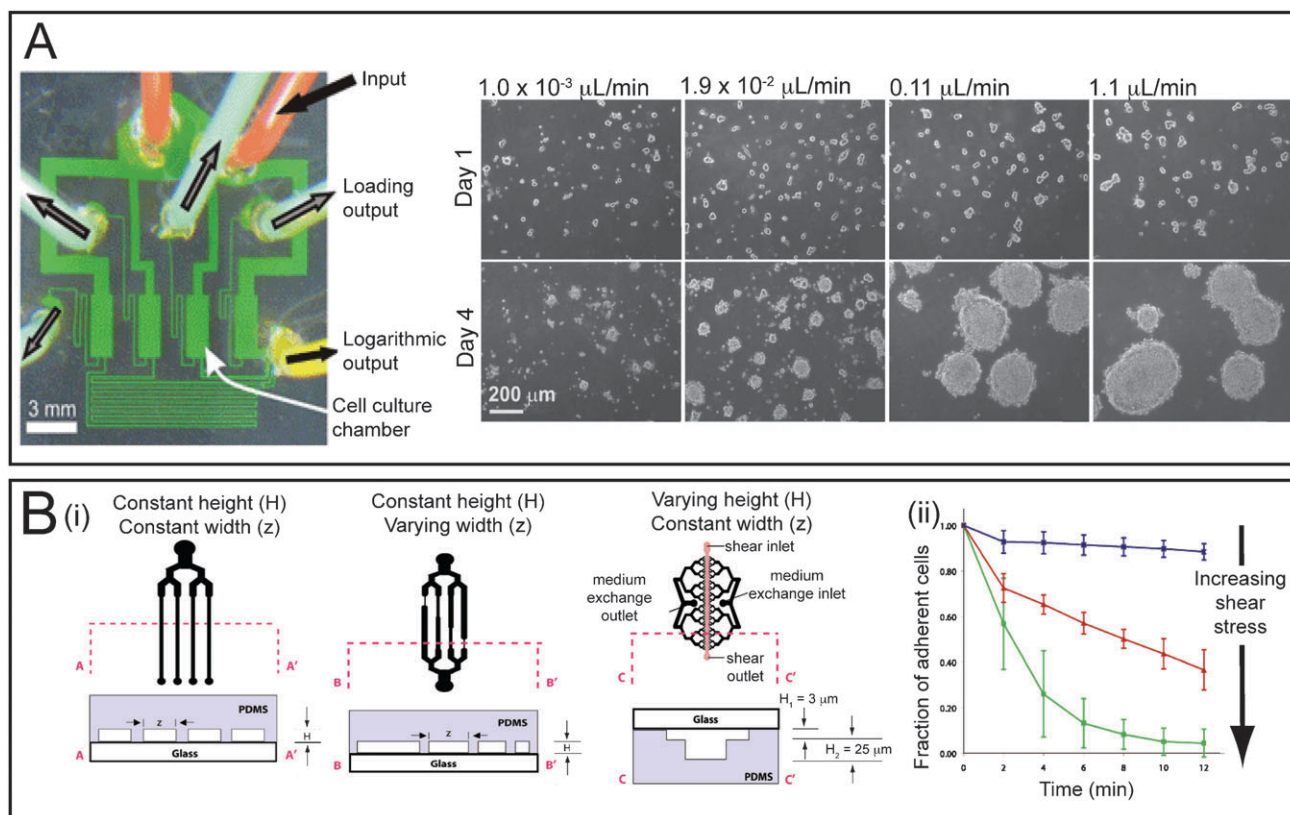 A
Input
Loading
output
Logarithmic
output
Cell culture
chamber
3 mm
1.0 x 10⁻³ μL/min
1.9 x 10⁻² μL/min
0.11 μL/min
1.1 μL/min
Day 1
Day 4
200 μm
B (i)
Constant height (H)
Constant width (z)
A
A'
PDMS
z
H
A
Glass
A'
Constant height (H)
Varying width (z)
B
B'
PDMS
z
H
B
Glass
B'
Varying height (H)
Constant width (z)
shear inlet
medium
exchange outlet
medium
exchange inlet
shear
outlet
C
C'
H₁ = 3 μm
Glass
H₂ = 25 μm
C
PDMS
C'
(ii)
Fraction of adherent cells
1.00
0.80
0.60
0.40
0.20
0.00
0
2
4
6
8
10
12
Time (min)
Increasing
shear
stress